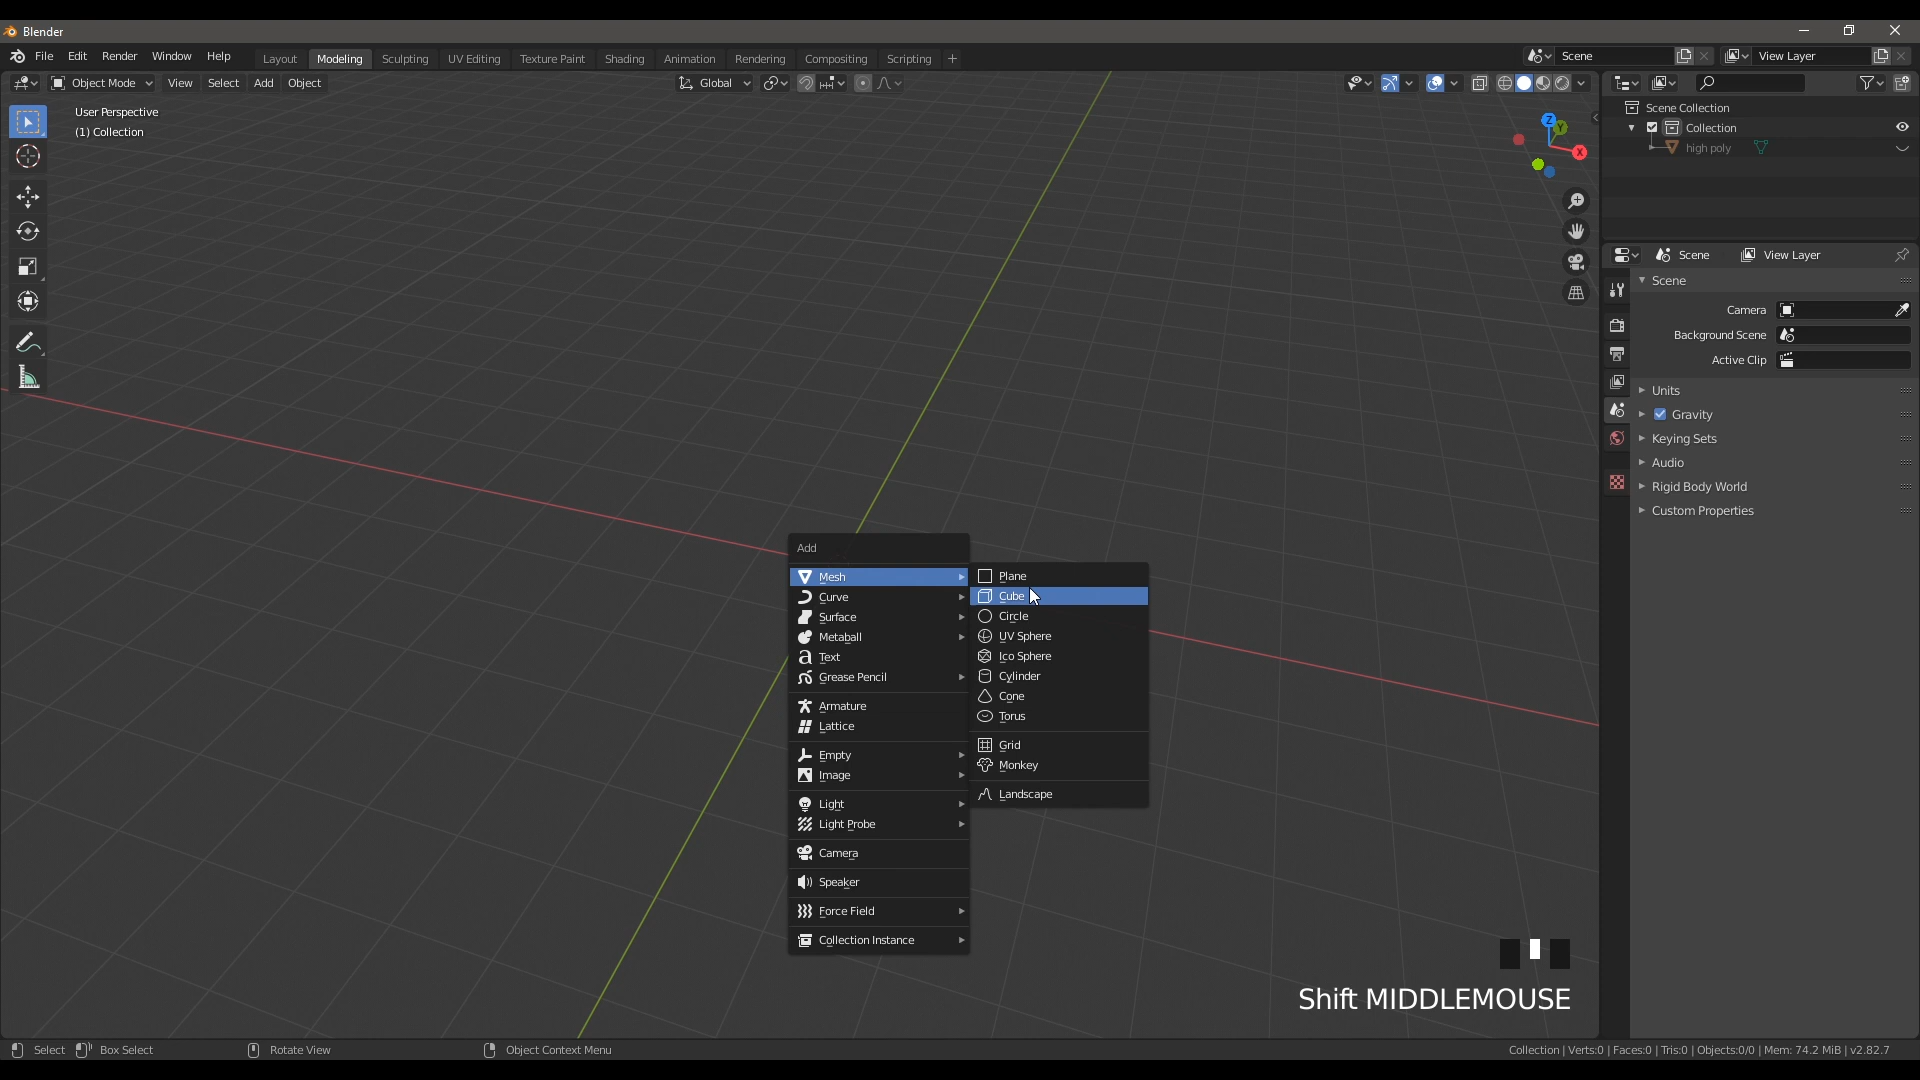 Blender
File Edit Render Window Help
Layout Modeling Sculpting UV Editing Texture Paint Shading Animation Rendering Compositing Scripting +
Scene
View Layer
Object Mode View Select Add Object
Global
User Perspective
(1) Collection
Z
Y
X
Scene Collection
Collection
high poly
Scene View Layer
Scene
Camera
Background Scene
Active Clip
Units
Gravity
Keying Sets
Audio
Rigid Body World
Custom Properties
Add
Mesh
Curve
Surface
Metaball
Text
Grease Pencil
Armature
Lattice
Empty
Image
Light
Light Probe
Camera
Speaker
Force Field
Collection Instance
Plane
Cube
Circle
UV Sphere
Ico Sphere
Cylinder
Cone
Torus
Grid
Monkey
Landscape
Shift MIDDLEMOUSE
Select Box Select Rotate View Object Context Menu
Collection | Verts:0 | Faces:0 | Tris:0 | Objects:0/0 | Mem: 74.2 MiB | v2.82.7